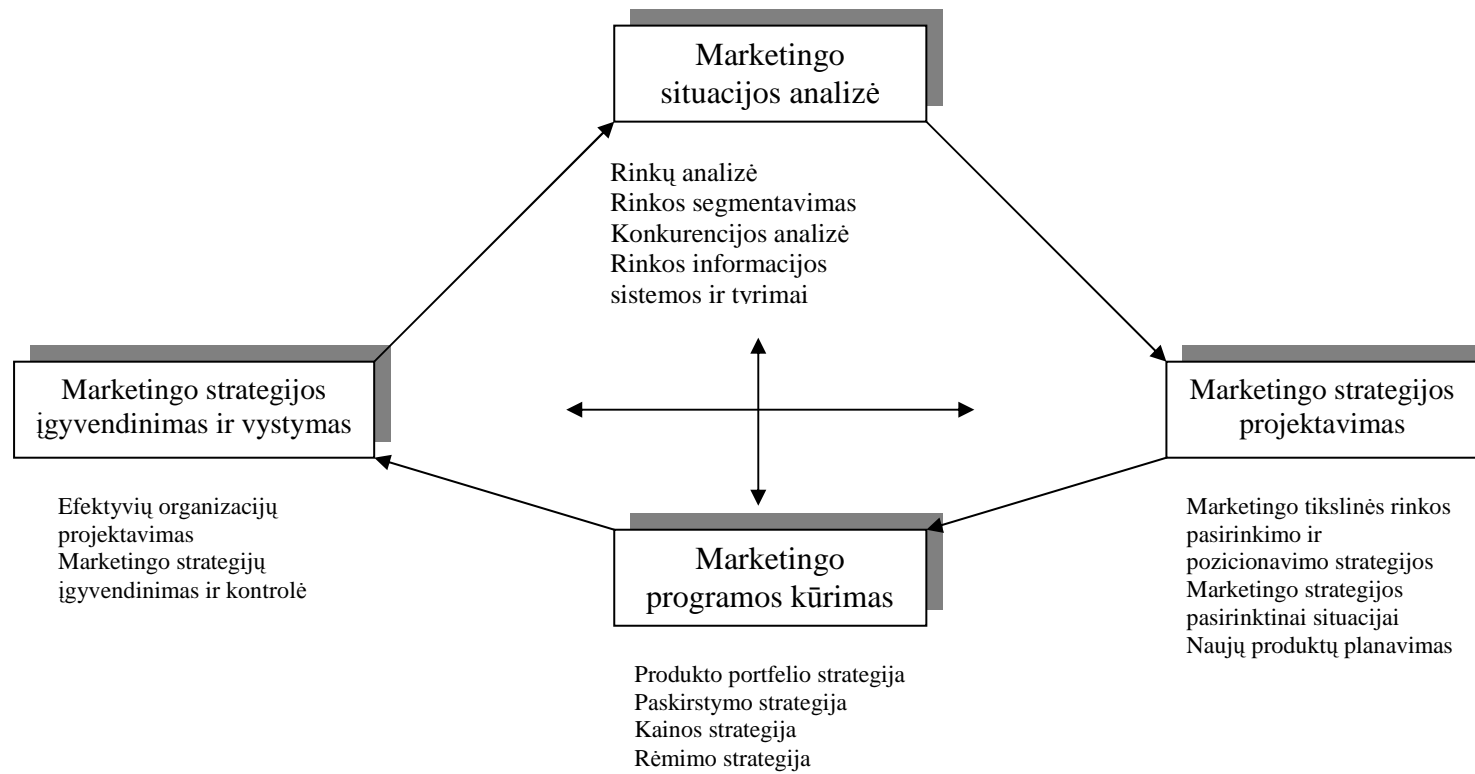 Marketingo
situacijos analizė
Rinkų analizė
Rinkos segmentavimas
Konkurencijos analizė
Rinkos informacijos
sistemos ir tyrimai
Marketingo strategijos
įgyvendinimas ir vystymas
Marketingo strategijos
projektavimas
Efektyvių organizacijų
projektavimas
Marketingo strategijų
įgyvendinimas ir kontrolė
Marketingo
programos kūrimas
Marketingo tikslinės rinkos
pasirinkimo ir
pozicionavimo strategijos
Marketingo strategijos
pasirinktinai situacijai
Naujų produktų planavimas
Produkto portfelio strategija
Paskirstymo strategija
Kainos strategija
Rėmimo strategija